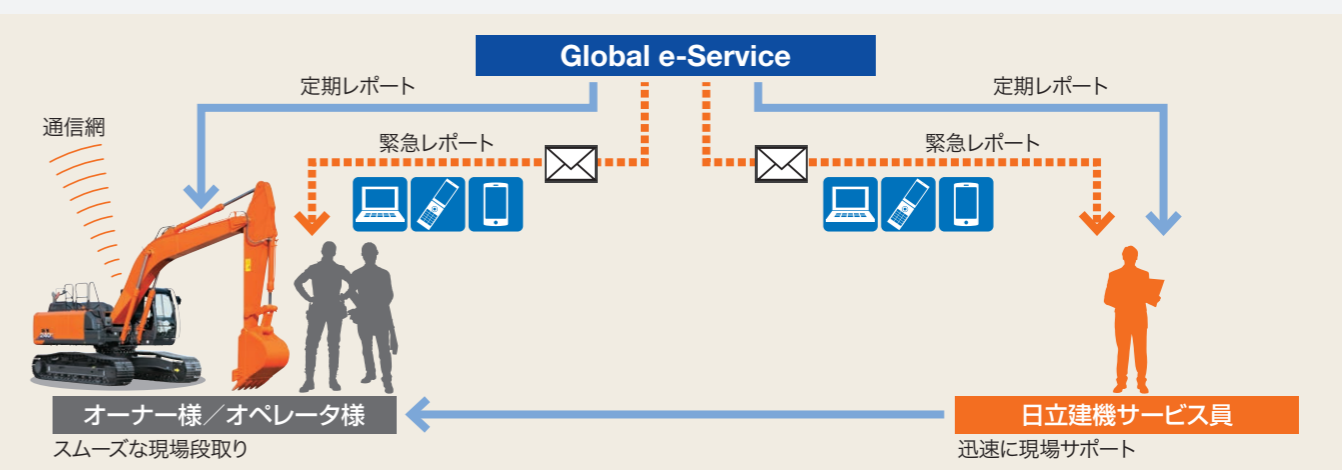 Global e-Service
定期レポート
定期レポート
通信網
緊急レポート
緊急レポート
オーナー様／オペレータ様
日立建機サービス員
スムーズな現場段取り
迅速に現場サポート